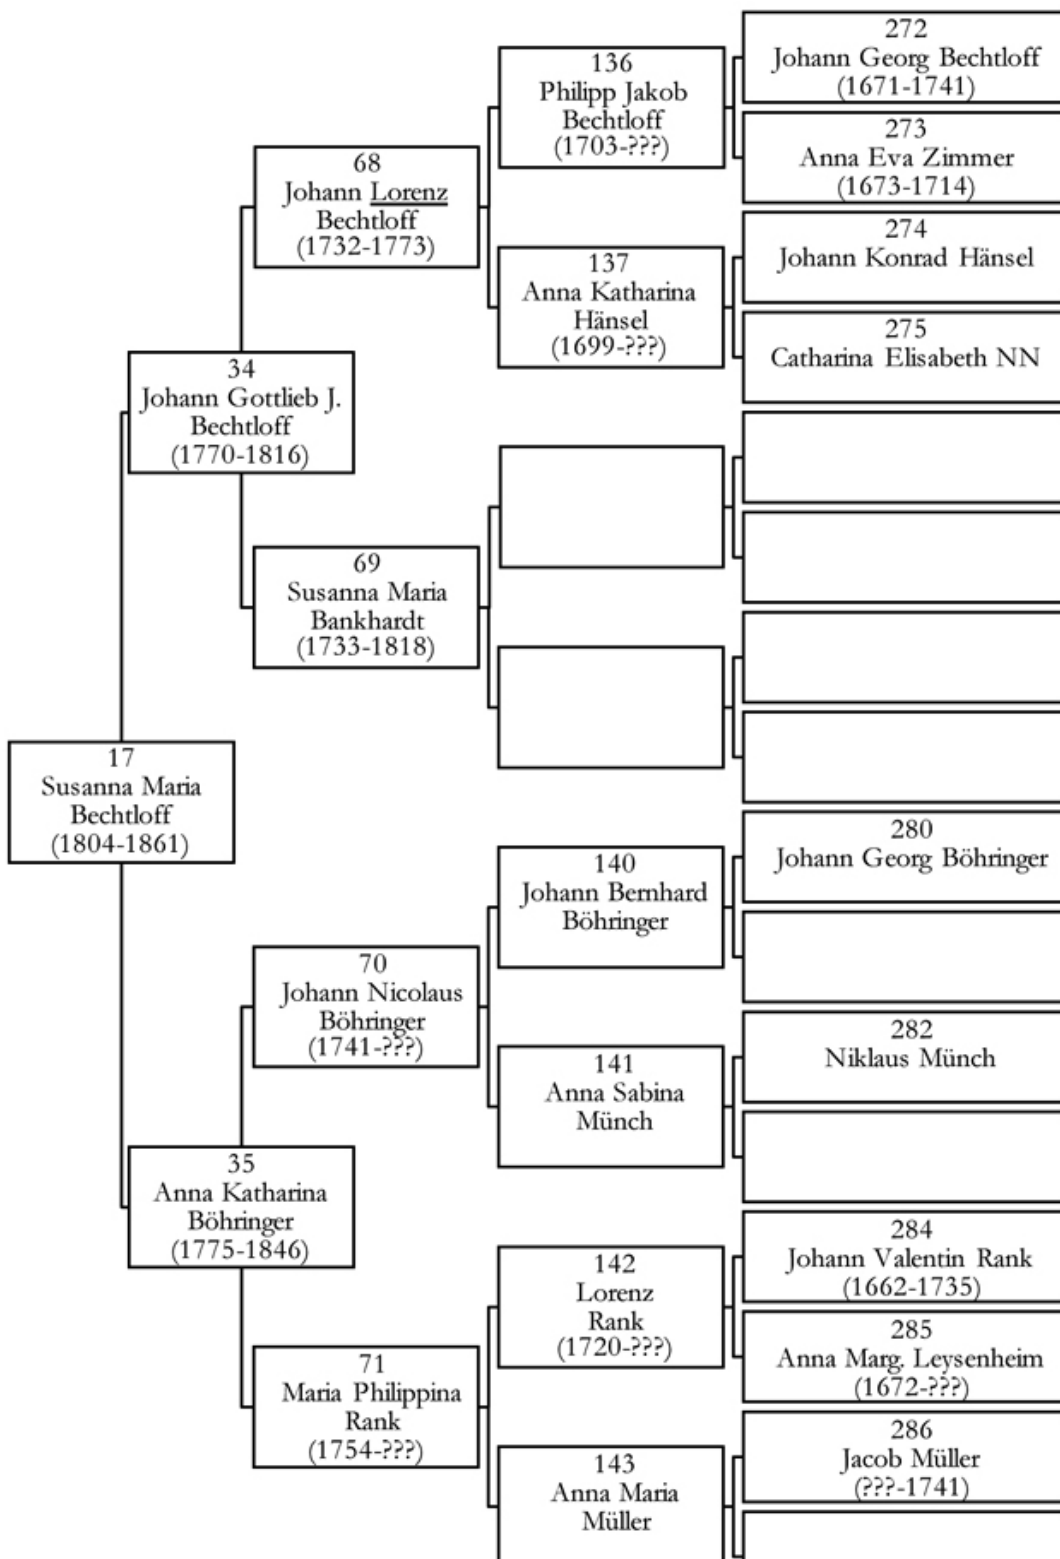 17
Susanna Maria
Bechtloff
(1804-1861)
34
Johann Gottlieb J.
Bechtloff
(1770-1816)
35
Anna Katharina
Böhringer
(1775-1846)
68
Johann Lorenz
Bechtloff
(1732-1773)
69
Susanna Maria
Bankhardt
(1733-1818)
70
Johann Nicolaus
Böhringer
(1741-???)
71
Maria Philippina
Rank
(1754-???)
136
Philipp Jakob
Bechtloff
(1703-???)
137
Anna Katharina
Hänsel
(1699-???)
140
Johann Bernhard
Böhringer
141
Anna Sabina
Münch
142
Lorenz
Rank
(1720-???)
143
Anna Maria
Müller
272
Johann Georg Bechtloff
(1671-1741)
273
Anna Eva Zimmer
(1673-1714)
274
Johann Konrad Hänsel
275
Catharina Elisabeth NN
280
Johann Georg Böhringer
282
Niklaus Münch
284
Johann Valentin Rank
(1662-1735)
285
Anna Marg. Leysenheim
(1672-???)
286
Jacob Müller
(???-1741)